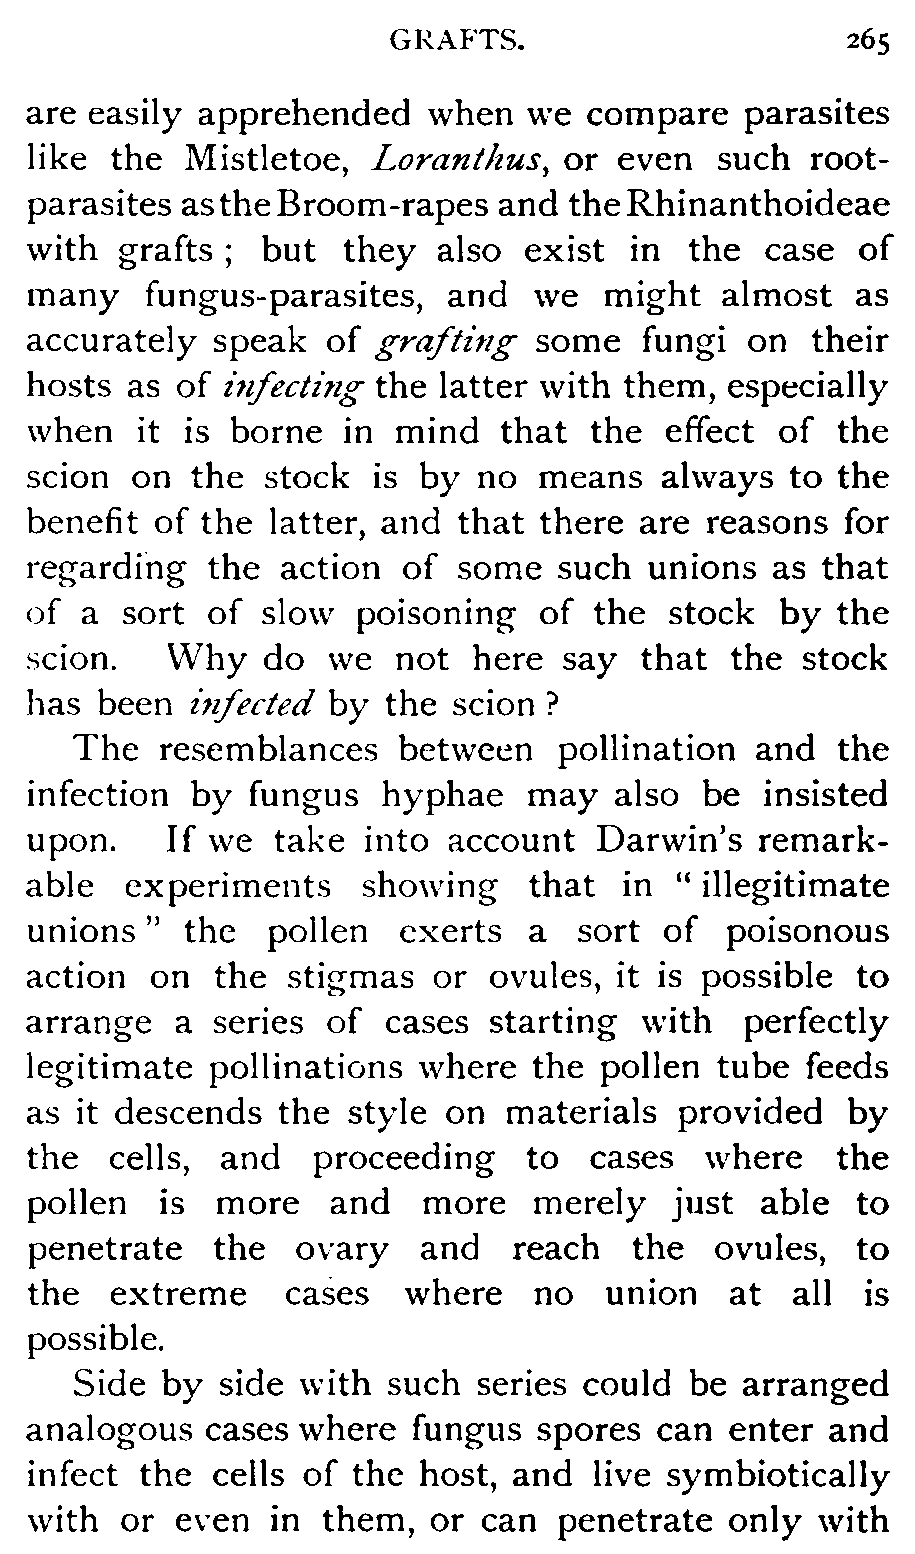 GRAFTS. 265
are easily apprehended when we compare parasites
like the Mistletoe, Loranthus, or even such root-
parasites as the Broom-rapes and the Rhinanthoideae
with grafts ; but they also exist in the case of
many fungus-parasites, and we might almost as
accurately speak of grafting some fungi on their
hosts as of infecting the latter with them, especially
when it is borne in mind that the effect of the
scion on the stock is by no means always to the
benefit of the latter, and that there are reasons for
regarding the action of some such unions as that
of a sort of slow poisoning of the stock by the
scion. Why do we not here say that the stock
has been infected by the scion ?
The resemblances between pollination and the
infection by fungus hyphae may also be insisted
upon. If we take into account Darwin's remark-
able experiments showing that in " illegitimate
unions " the pollen exerts a sort of poisonous
action on the stigmas or ovules, it is possible to
arrange a series of cases starting with perfectly
legitimate pollinations where the pollen tube feeds
as it descends the style on materials provided by
the cells, and proceeding to cases where the
pollen is more and more merely just able to
penetrate the ovary and reach the ovules, to
the extreme cases where no union at all is
possible.
Side by side with such series could be arranged
analogous cases where fungus spores can enter and
infect the cells of the host, and live symbiotically
with or even in them, or can penetrate only with